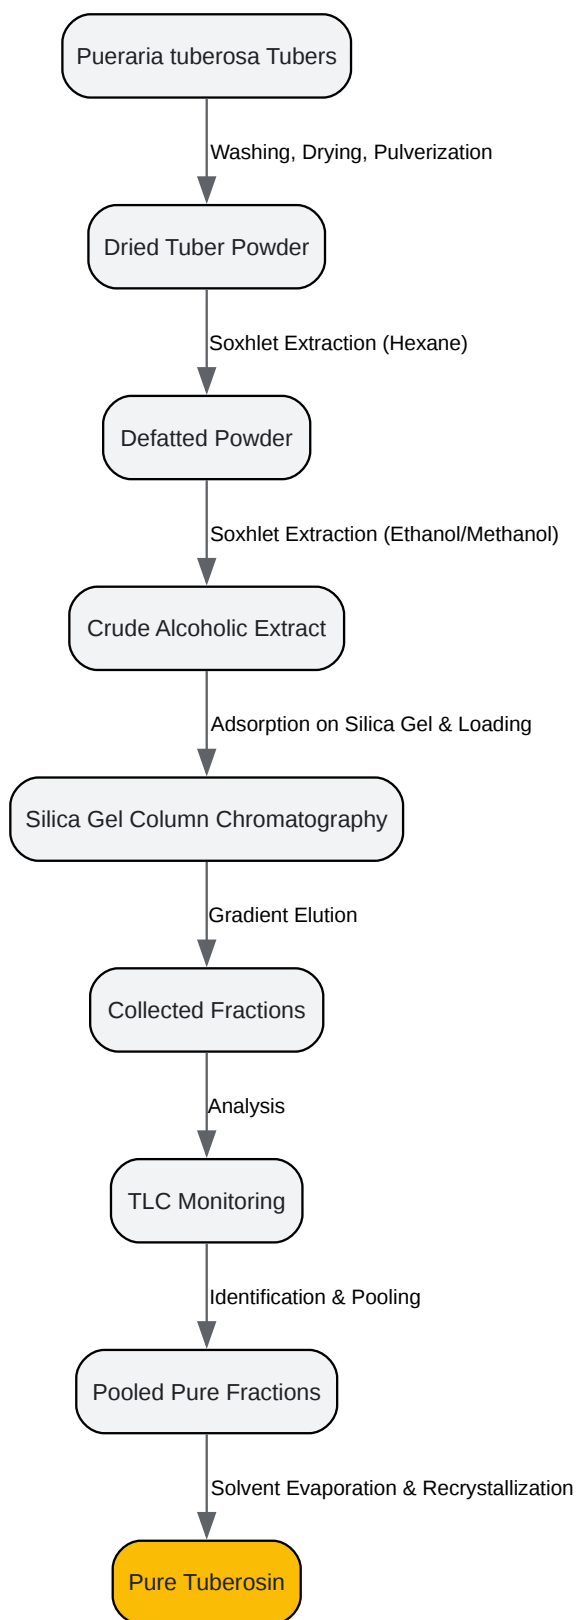 Pueraria tuberosa Tubers
Washing, Drying, Pulverization
Dried Tuber Powder
Soxhlet Extraction (Hexane)
Defatted Powder
Soxhlet Extraction (Ethanol/Methanol)
Crude Alcoholic Extract
Adsorption on Silica Gel & Loading
Silica Gel Column Chromatography
Gradient Elution
Collected Fractions
Analysis
TLC Monitoring
Identification & Pooling
Pooled Pure Fractions
Solvent Evaporation & Recrystallization
Pure Tuberosin